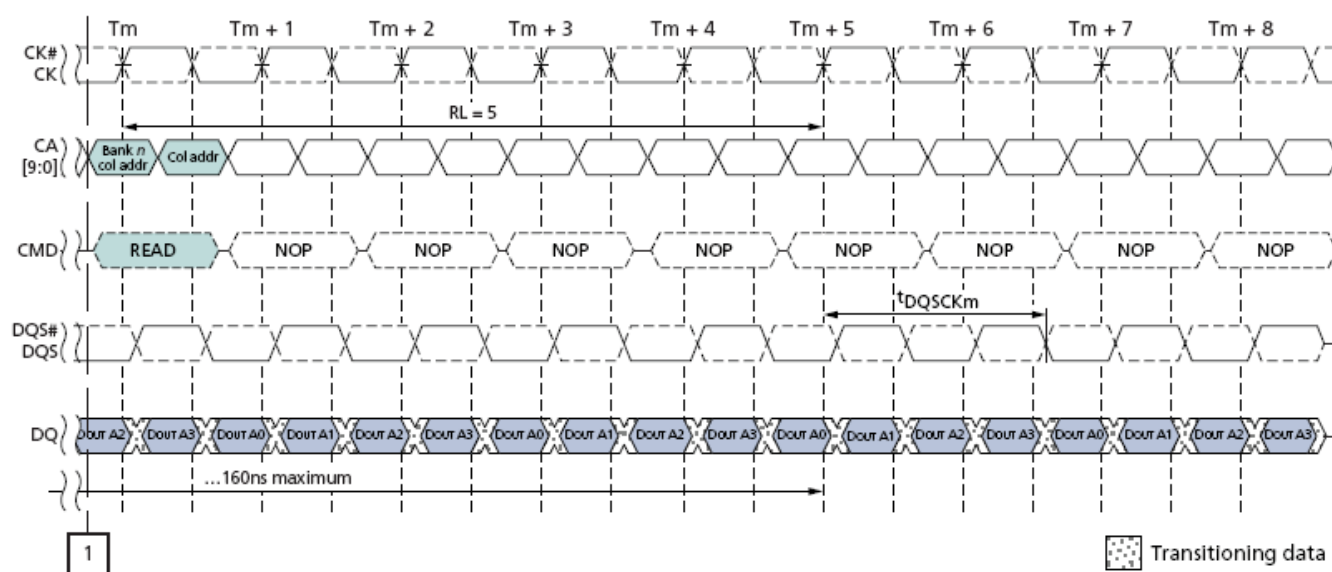 Tm Tm + 1 Tm + 2 Tm + 3 Tm + 4 Tm + 5 Tm + 6 Tm + 7 Tm + 8
CK#
CK
RL = 5
CA
[9:0]
Bank n
col addr
Col addr
CMD READ NOP NOP NOP NOP NOP NOP NOP NOP
tDQSCKm
DQS#
DQS
DQ DOUT A2 DOUT A3 DOUT A0 DOUT A1 DOUT A2 DOUT A3 DOUT A0 DOUT A1 DOUT A2 DOUT A3 DOUT A0 DOUT A1 DOUT A2 DOUT A3 DOUT A0 DOUT A1 DOUT A2 DOUT A3
...160ns maximum
1
Transitioning data